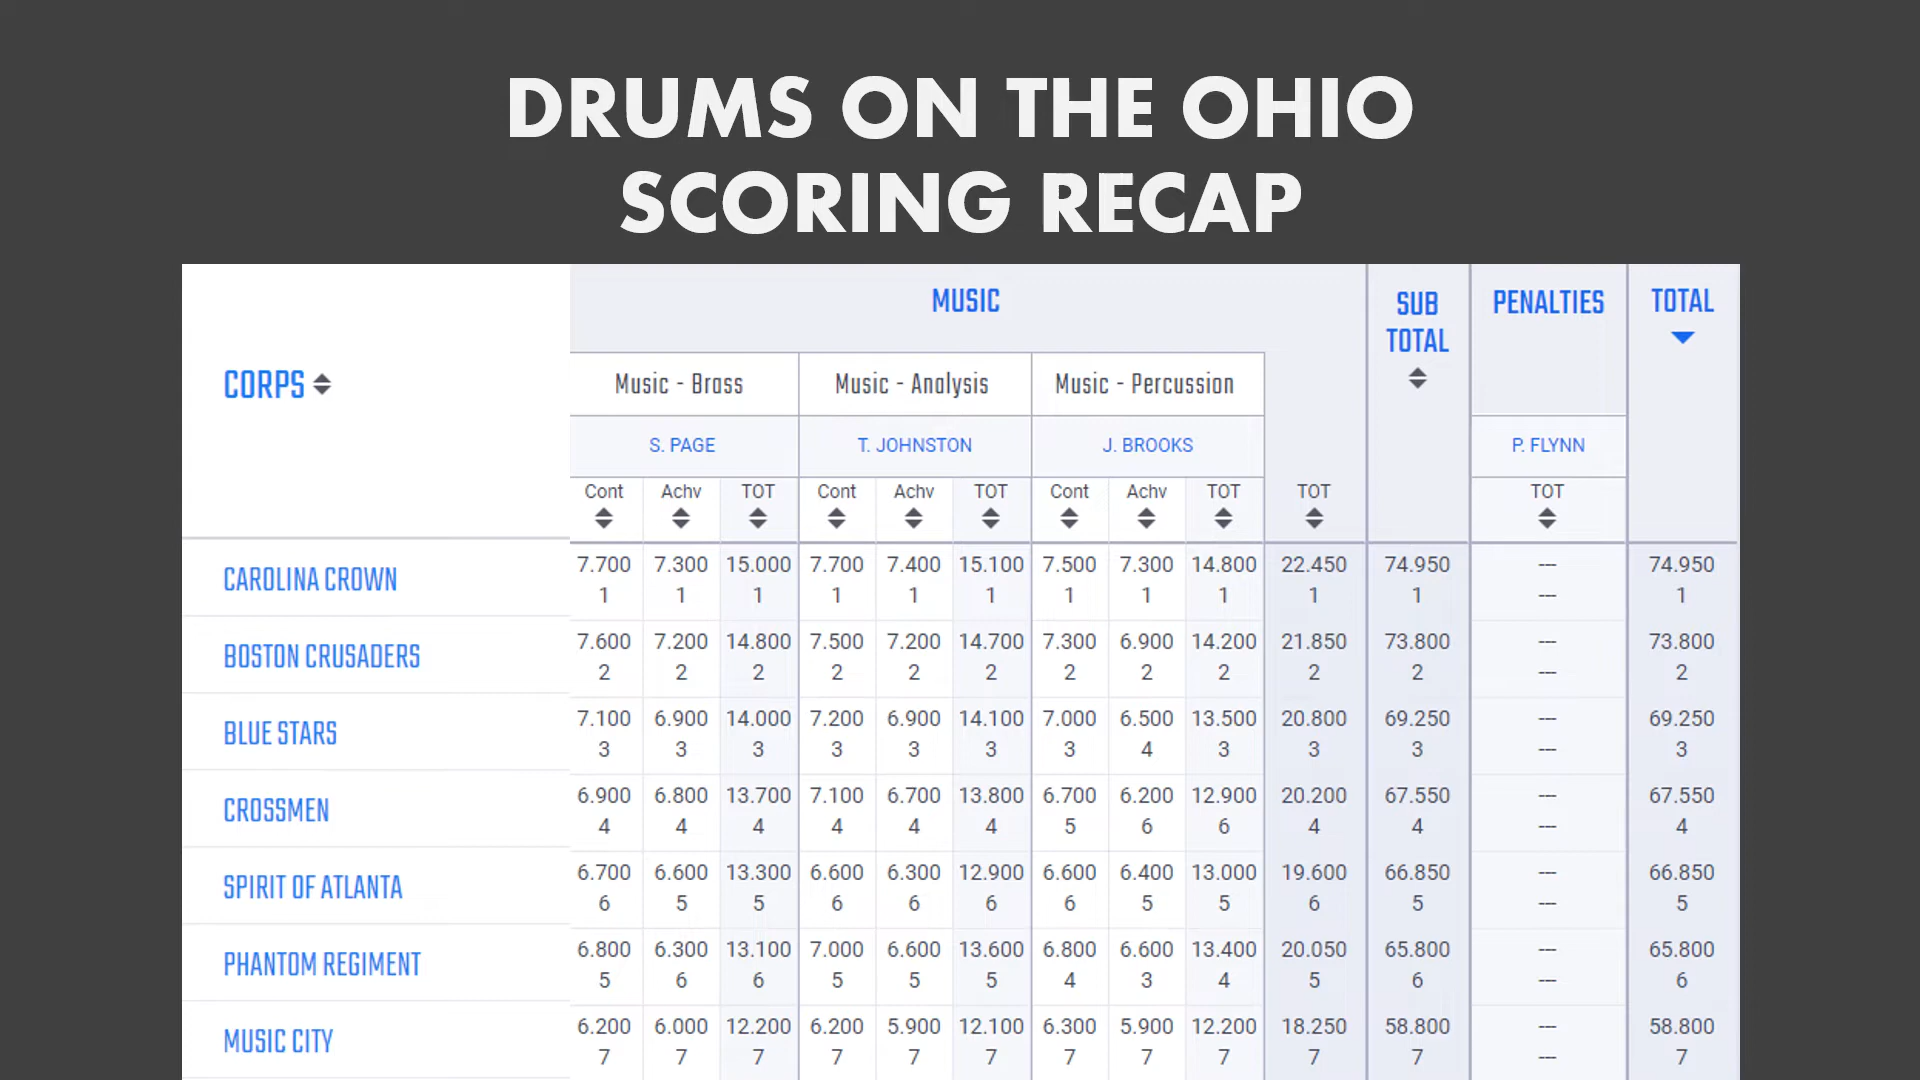 DRUMS ON THE OHIO
SCORING RECAP
CORPS
MUSIC
SUB TOTAL
PENALTIES
TOTAL
Music - Brass Music - Analysis Music - Percussion
S. PAGE T. JOHNSTON J. BROOKS P. FLYNN
Cont Achv TOT Cont Achv TOT Cont Achv TOT TOT TOT
CAROLINA CROWN 7.700 7.300 15.000 7.700 7.400 15.100 7.500 7.300 14.800 22.450 74.950 --- 74.950
1 1 1 1 1 1 1 1 1 1 1 --- 1
BOSTON CRUSADERS 7.600 7.200 14.800 7.500 7.200 14.700 7.300 6.900 14.200 21.850 73.800 --- 73.800
2 2 2 2 2 2 2 2 2 2 2 --- 2
BLUE STARS 7.100 6.900 14.000 7.200 6.900 14.100 7.000 6.500 13.500 20.800 69.250 --- 69.250
3 3 3 3 3 3 3 4 3 3 3 --- 3
CROSSMEN 6.900 6.800 13.700 7.100 6.700 13.800 6.700 6.200 12.900 20.200 67.550 --- 67.550
4 4 4 4 4 4 5 6 6 4 4 --- 4
SPIRIT OF ATLANTA 6.700 6.600 13.300 6.600 6.300 12.900 6.600 6.400 13.000 19.600 66.850 --- 66.850
6 5 5 6 6 6 6 5 5 6 5 --- 5
PHANTOM REGIMENT 6.800 6.300 13.100 7.000 6.600 13.600 6.800 6.600 13.400 20.050 65.800 --- 65.800
5 6 6 5 5 5 4 3 4 5 6 --- 6
MUSIC CITY 6.200 6.000 12.200 6.200 5.900 12.100 6.300 5.900 12.200 18.250 58.800 --- 58.800
7 7 7 7 7 7 7 7 7 7 7 --- 7